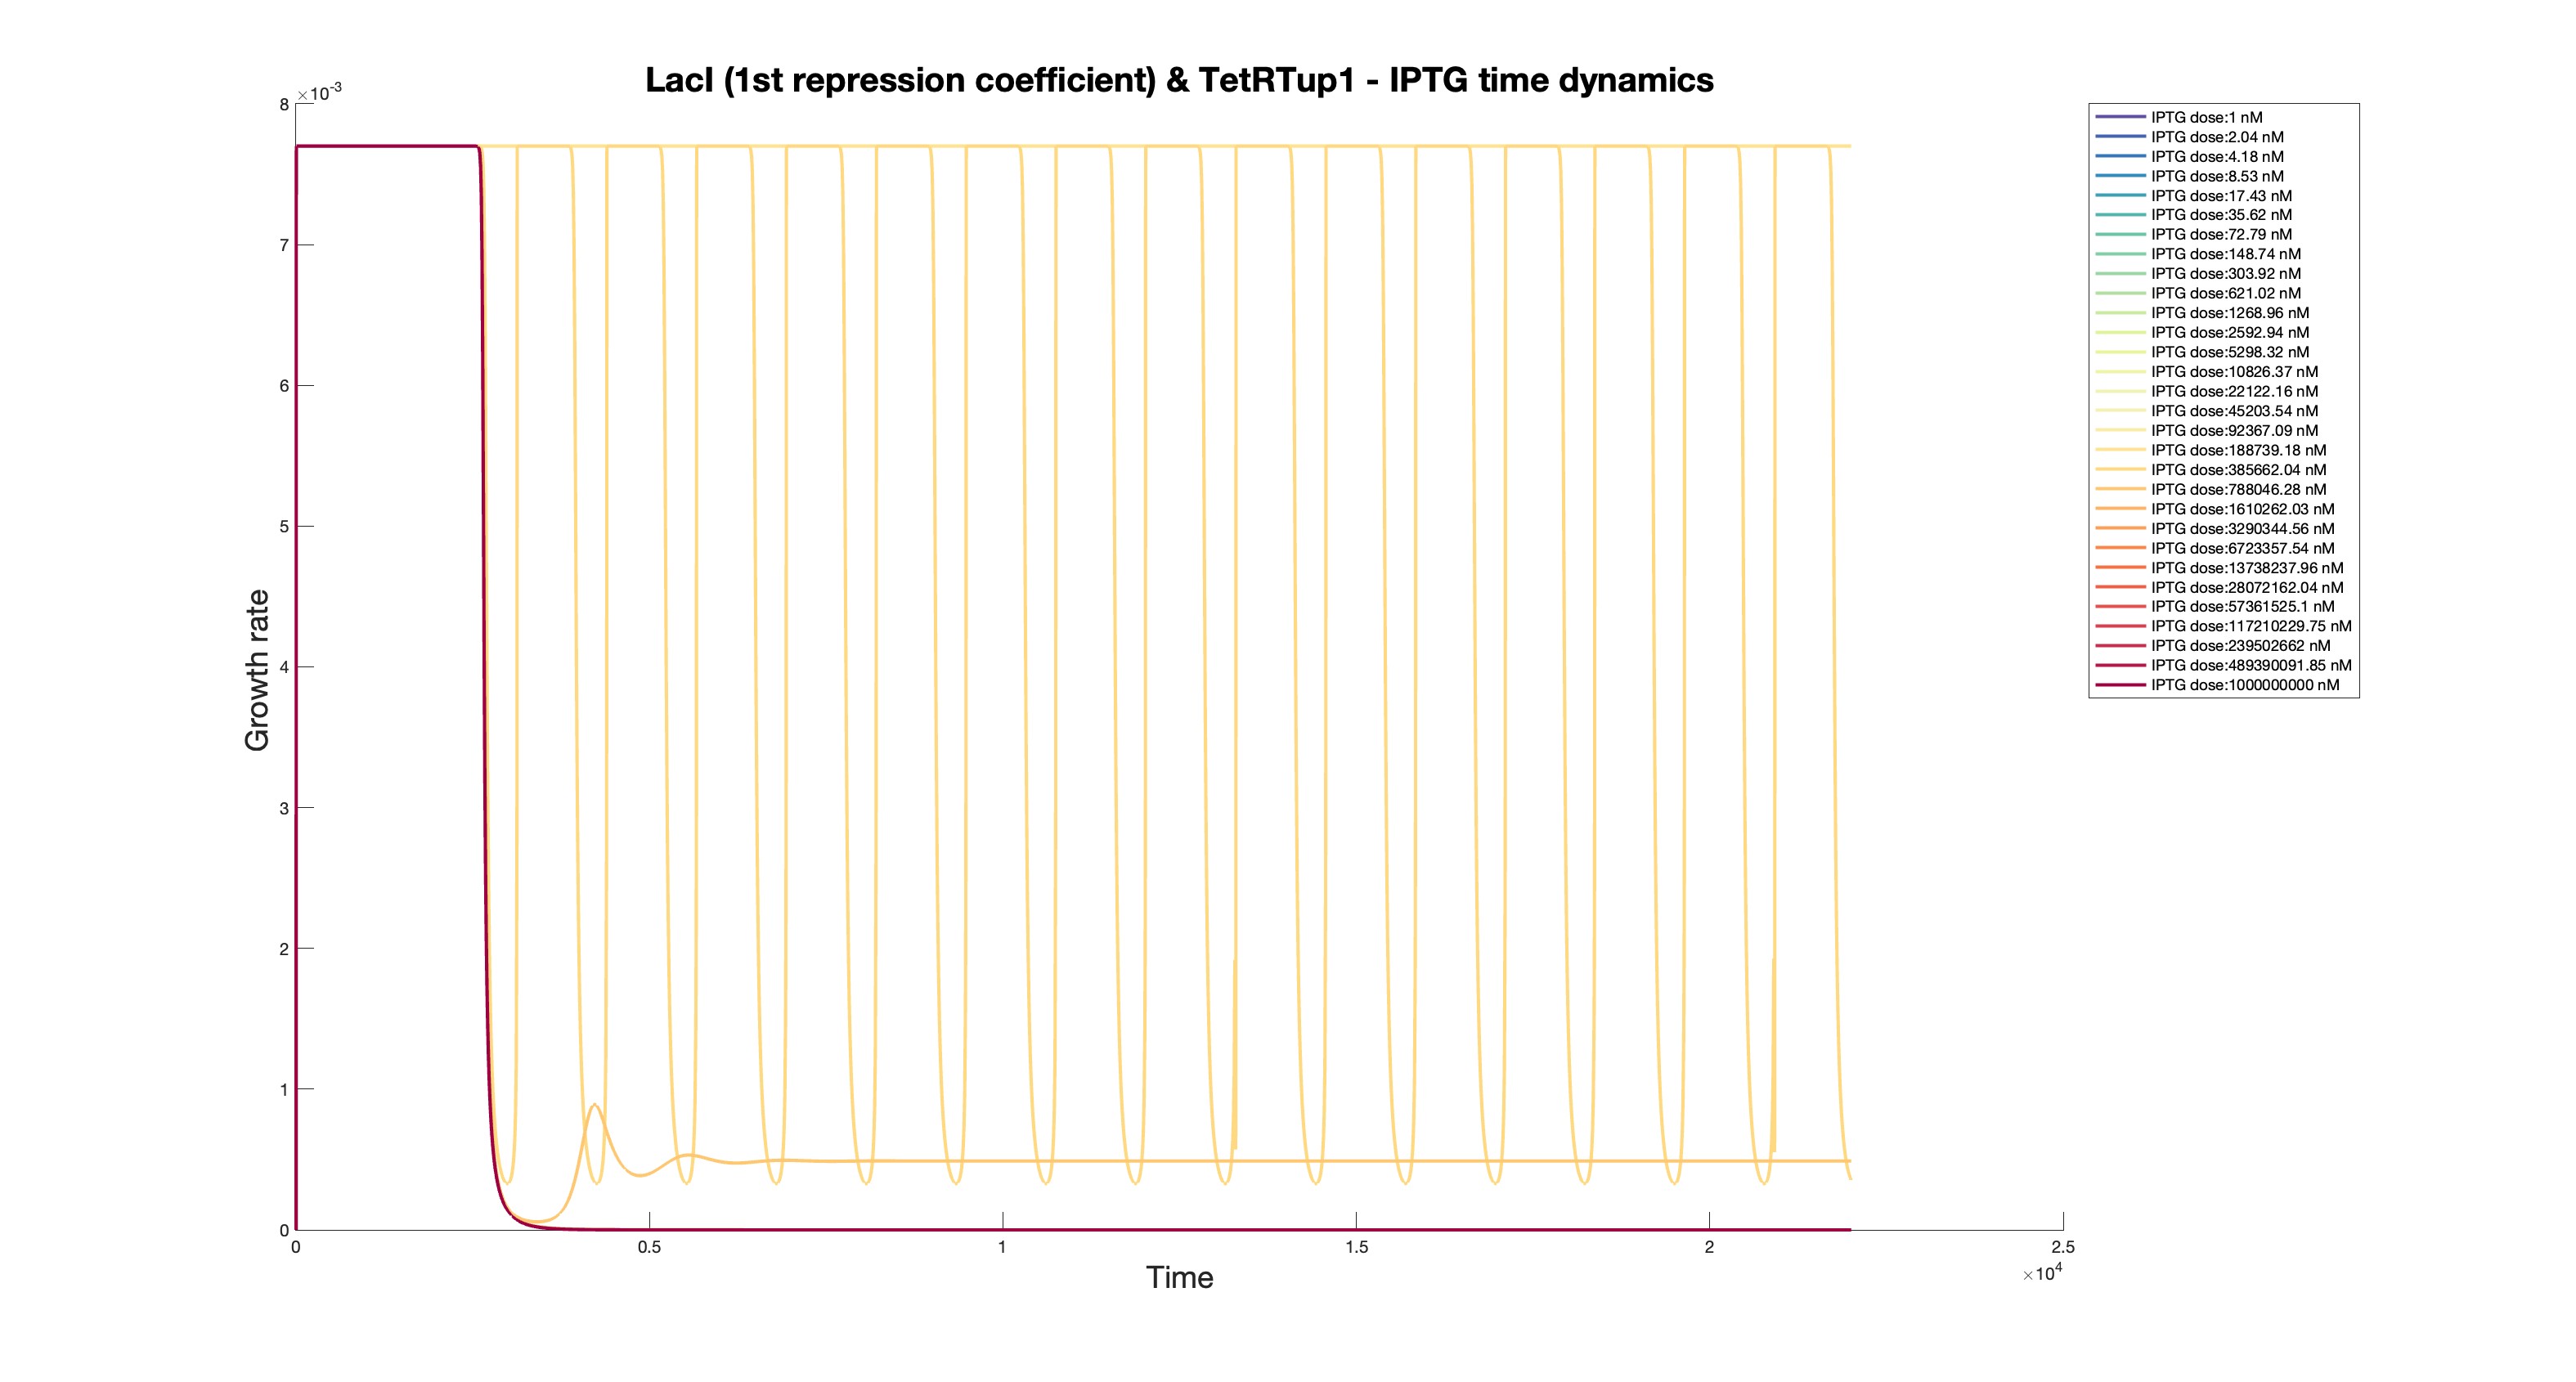 LacI (1st repression coefficient) & TetRTup1 - IPTG time dynamics
×10-3
8
7
6
5
4
3
2
1
0
Growth rate
0
0.5
1
1.5
2
2.5
×104
Time
IPTG dose:1 nM
IPTG dose:2.04 nM
IPTG dose:4.18 nM
IPTG dose:8.53 nM
IPTG dose:17.43 nM
IPTG dose:35.62 nM
IPTG dose:72.79 nM
IPTG dose:148.74 nM
IPTG dose:303.92 nM
IPTG dose:621.02 nM
IPTG dose:1268.96 nM
IPTG dose:2592.94 nM
IPTG dose:5298.32 nM
IPTG dose:10826.37 nM
IPTG dose:22122.16 nM
IPTG dose:45203.54 nM
IPTG dose:92367.09 nM
IPTG dose:188739.18 nM
IPTG dose:385662.04 nM
IPTG dose:788046.28 nM
IPTG dose:1610262.03 nM
IPTG dose:3290344.56 nM
IPTG dose:6723357.54 nM
IPTG dose:13738237.96 nM
IPTG dose:28072162.04 nM
IPTG dose:57361525.1 nM
IPTG dose:117210229.75 nM
IPTG dose:239502662 nM
IPTG dose:489390091.85 nM
IPTG dose:1000000000 nM